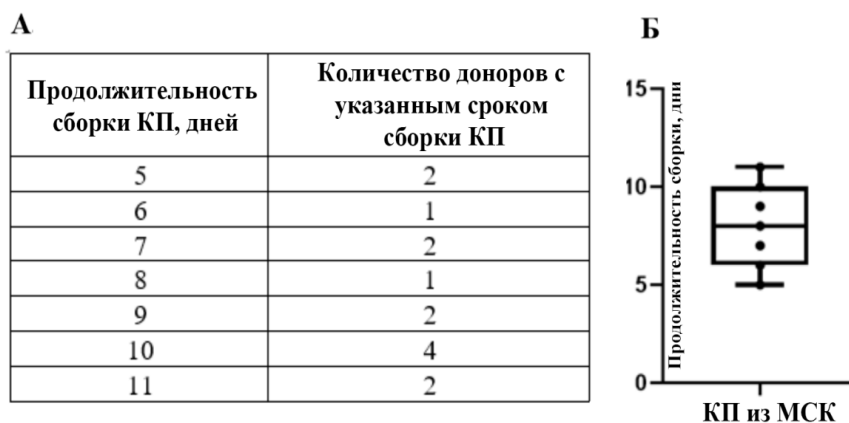 А
Продолжительность
сборки КП, дней
Количество доноров с
указанным сроком
сборки КП
5 2
6 1
7 2
8 1
9 2
10 4
11 2
Б
15
10
5
0
Продолжительность сборки, дни
КП из МСК